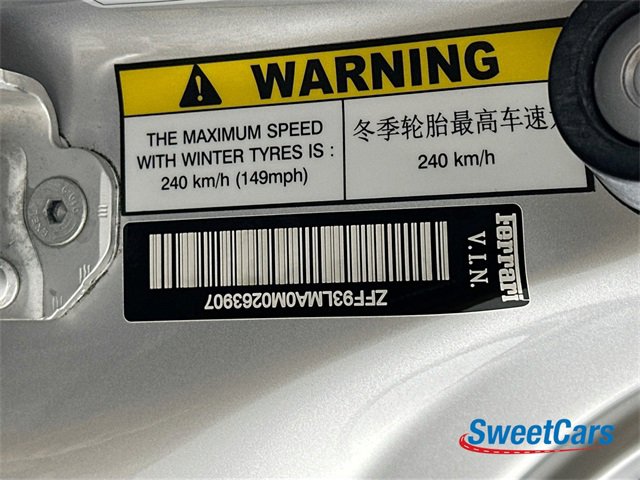 WARNING
THE MAXIMUM SPEED
WITH WINTER TYRES IS :
240 km/h (149mph)
冬季轮胎最高车速
240 km/h
Ferrari
V.I.N.
ZFF93LMA0M0263907
SweetCars